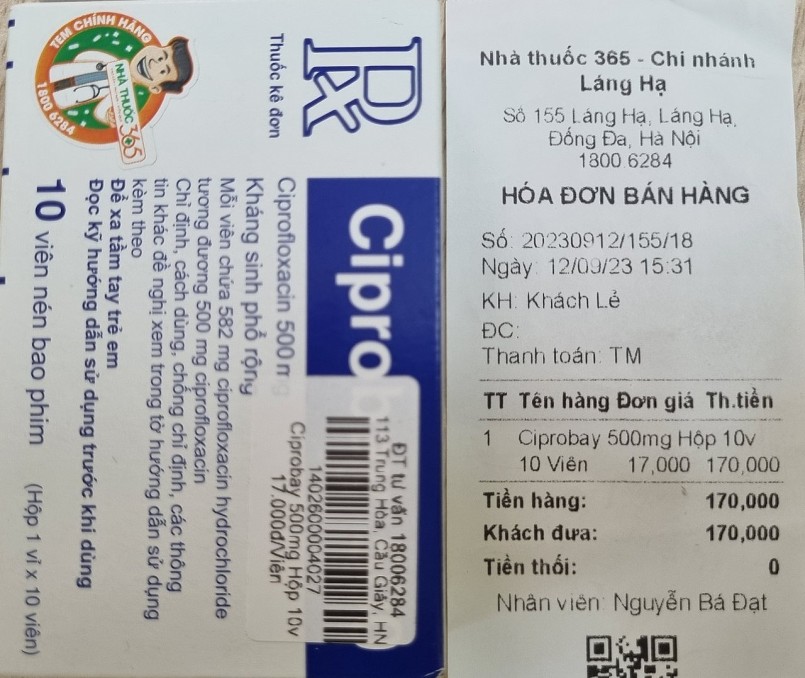 TEM CHÍNH HÃNG
NHÀ THUỐC
365
1800 6284
Rx
Thuốc kê đơn
Cipro
Ciprofloxacin 500 m
Kháng sinh phổ rộng
Mỗi viên chứa 582 mg ciprofloxacin hydrochloride
tương đương 500 mg ciprofloxacin
Chỉ định, cách dùng, chống chỉ định, các thông
tin khác đề nghị xem trong tờ hướng dẫn sử dụng
kèm theo
Để xa tầm tay trẻ em
Đọc kỹ hướng dẫn sử dụng trước khi dùng
10 viên nén bao phim (Hộp 1 vỉ x 10 viên)
ĐT tư vấn 18006284
113 Trung Hòa, Cầu Giấy, HN
1402600004027
Ciprobay 500mg Hộp 10v
17.000đ/Viên
Nhà thuốc 365 - Chi nhánh
Láng Hạ
Số 155 Láng Hạ, Láng Hạ,
Đống Đa, Hà Nội
1800.6284
HÓA ĐƠN BÁN HÀNG
Số: 20230912/155/18
Ngày: 12/09/23 15:31
KH: Khách Lẻ
ĐC:
Thanh toán: TM
TT Tên hàng Đơn giá Th.tiền
1 Ciprobay 500mg Hộp 10v
10 Viên 17,000 170,000
Tiền hàng: 170,000
Khách đưa: 170,000
Tiền thối: 0
Nhân viên: Nguyễn Bá Đạt